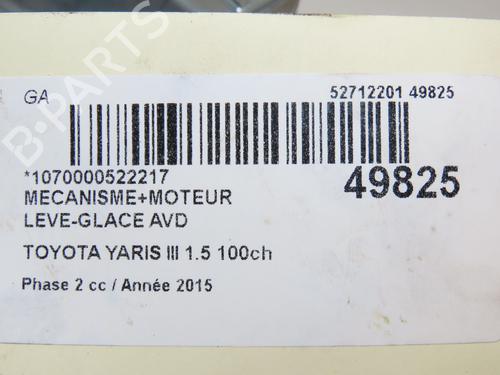 GA
52712201 49825
*1070000522217
49825
MECANISME+MOTEUR
LEVE-GLACE AVD
TOYOTA YARIS III 1.5 100ch
Phase 2 cc / Année 2015
B-PARTS